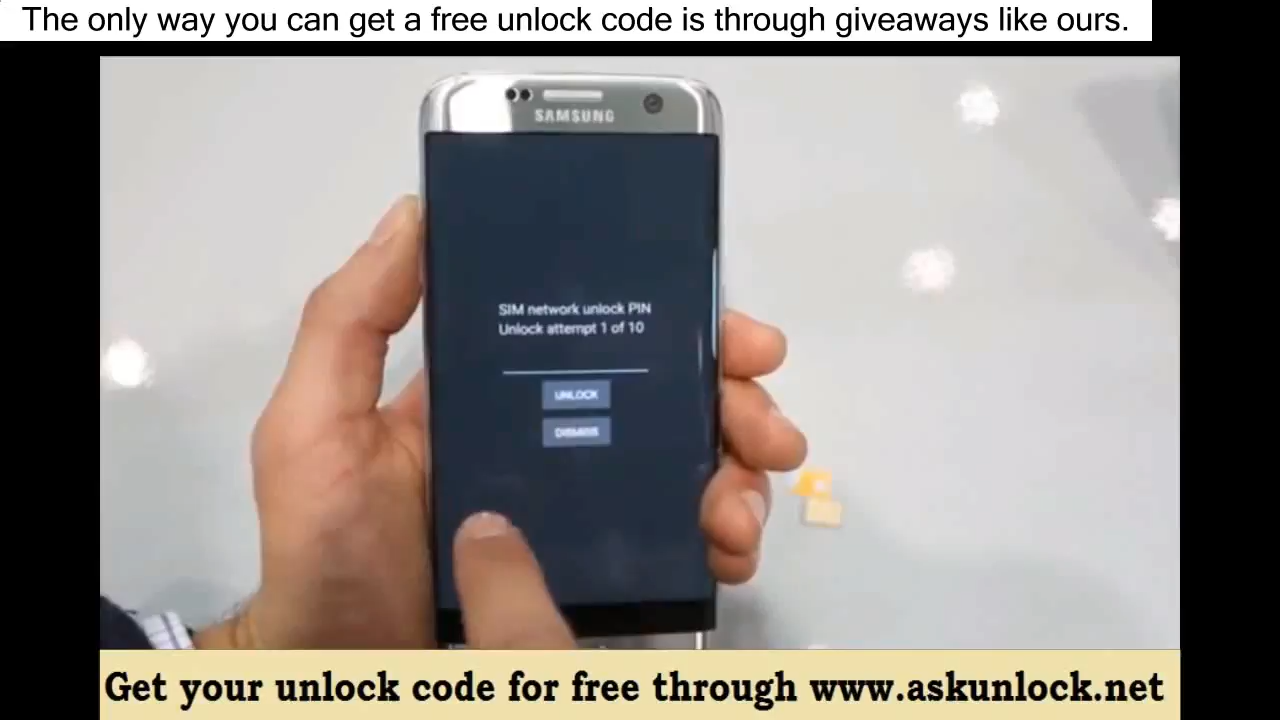 The only way you can get a free unlock code is through giveaways like ours.
SAMSUNG
SIM network unlock PIN
Unlock attempt 1 of 10
UNLOCK
DISMISS
Get your unlock code for free through www.askunlock.net